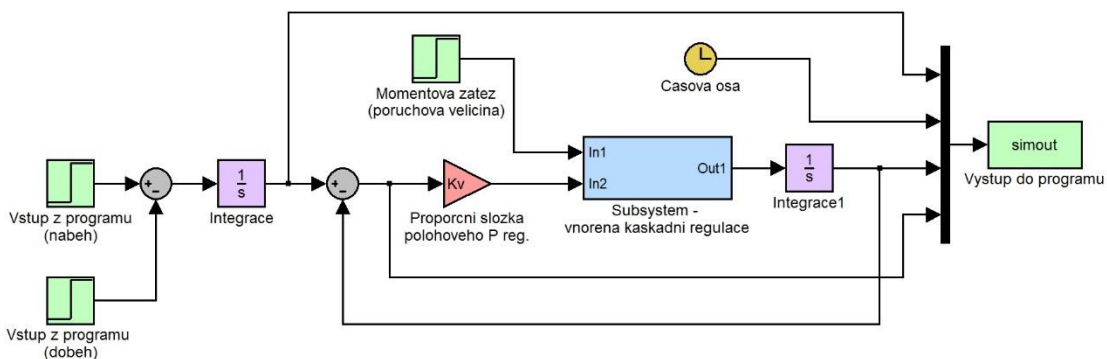 Momentova zatez
(poruchova velicina)
Casova osa
Vstup z programu
(nabeh)
+
-
1
s
Integrace
+
-
Kv
Proporcni slozka
polohoveho P reg.
In1
In2
Out1
Subsystem -
vnorena kaskadni regulace
1
s
Integrace1
simout
Vystup do programu
Vstup z programu
(dobeh)